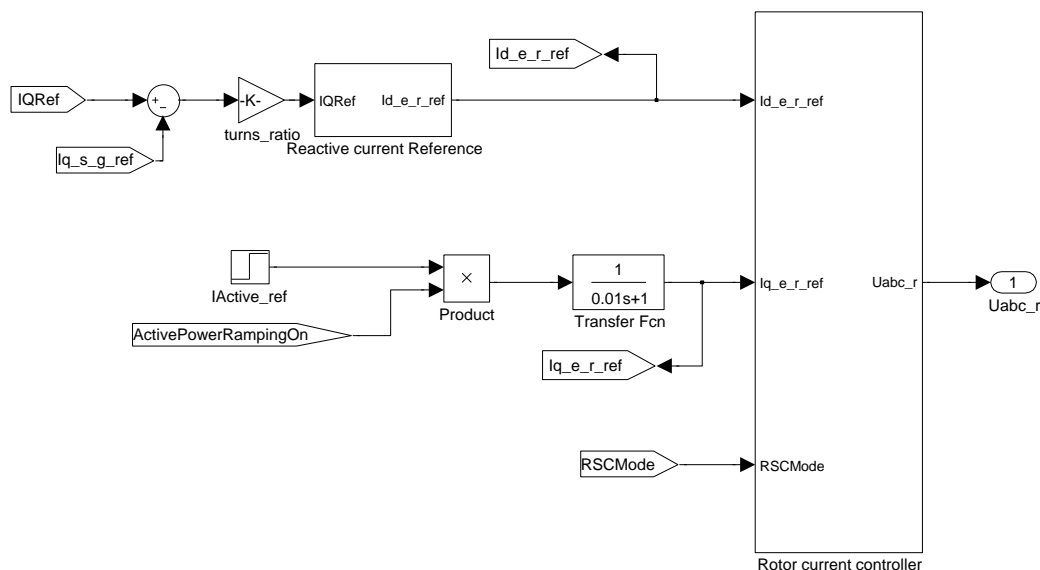 Id_e_r_ref
IQRef
+
-
-K-
IQRef
Id_e_r_ref
Id_e_r_ref
turns_ratio
Reactive current Reference
Iq_s_g_ref
IActive_ref
×
Product
1
0.01s+1
Transfer Fcn
Iq_e_r_ref
Uabc_r
1
Uabc_r
ActivePowerRampingOn
Iq_e_r_ref
RSCMode
RSCMode
Rotor current controller